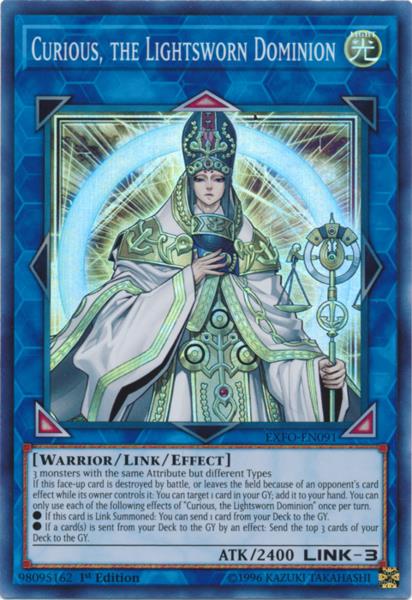 CURIOUS, THE LIGHTSWORN DOMINION
LIGHT
光
EXFO-EN091
[WARRIOR/LINK/EFFECT]
3 monsters with the same Attribute but different Types
If this face-up card is destroyed by battle, or leaves the field because of an opponent's card
effect while its owner controls it: You can target 1 card in your GY; add it to your hand. You can
only use each of the following effects of "Curious, the Lightsworn Dominion" once per turn.
● If this card is Link Summoned: You can send 1 card from your Deck to the GY.
● If a card(s) is sent from your Deck to the GY by an effect: Send the top 3 cards of
your Deck to the GY.
ATK/2400 LINK-3
98095162 1st Edition ©1996 KAZUKI TAKAHASHI